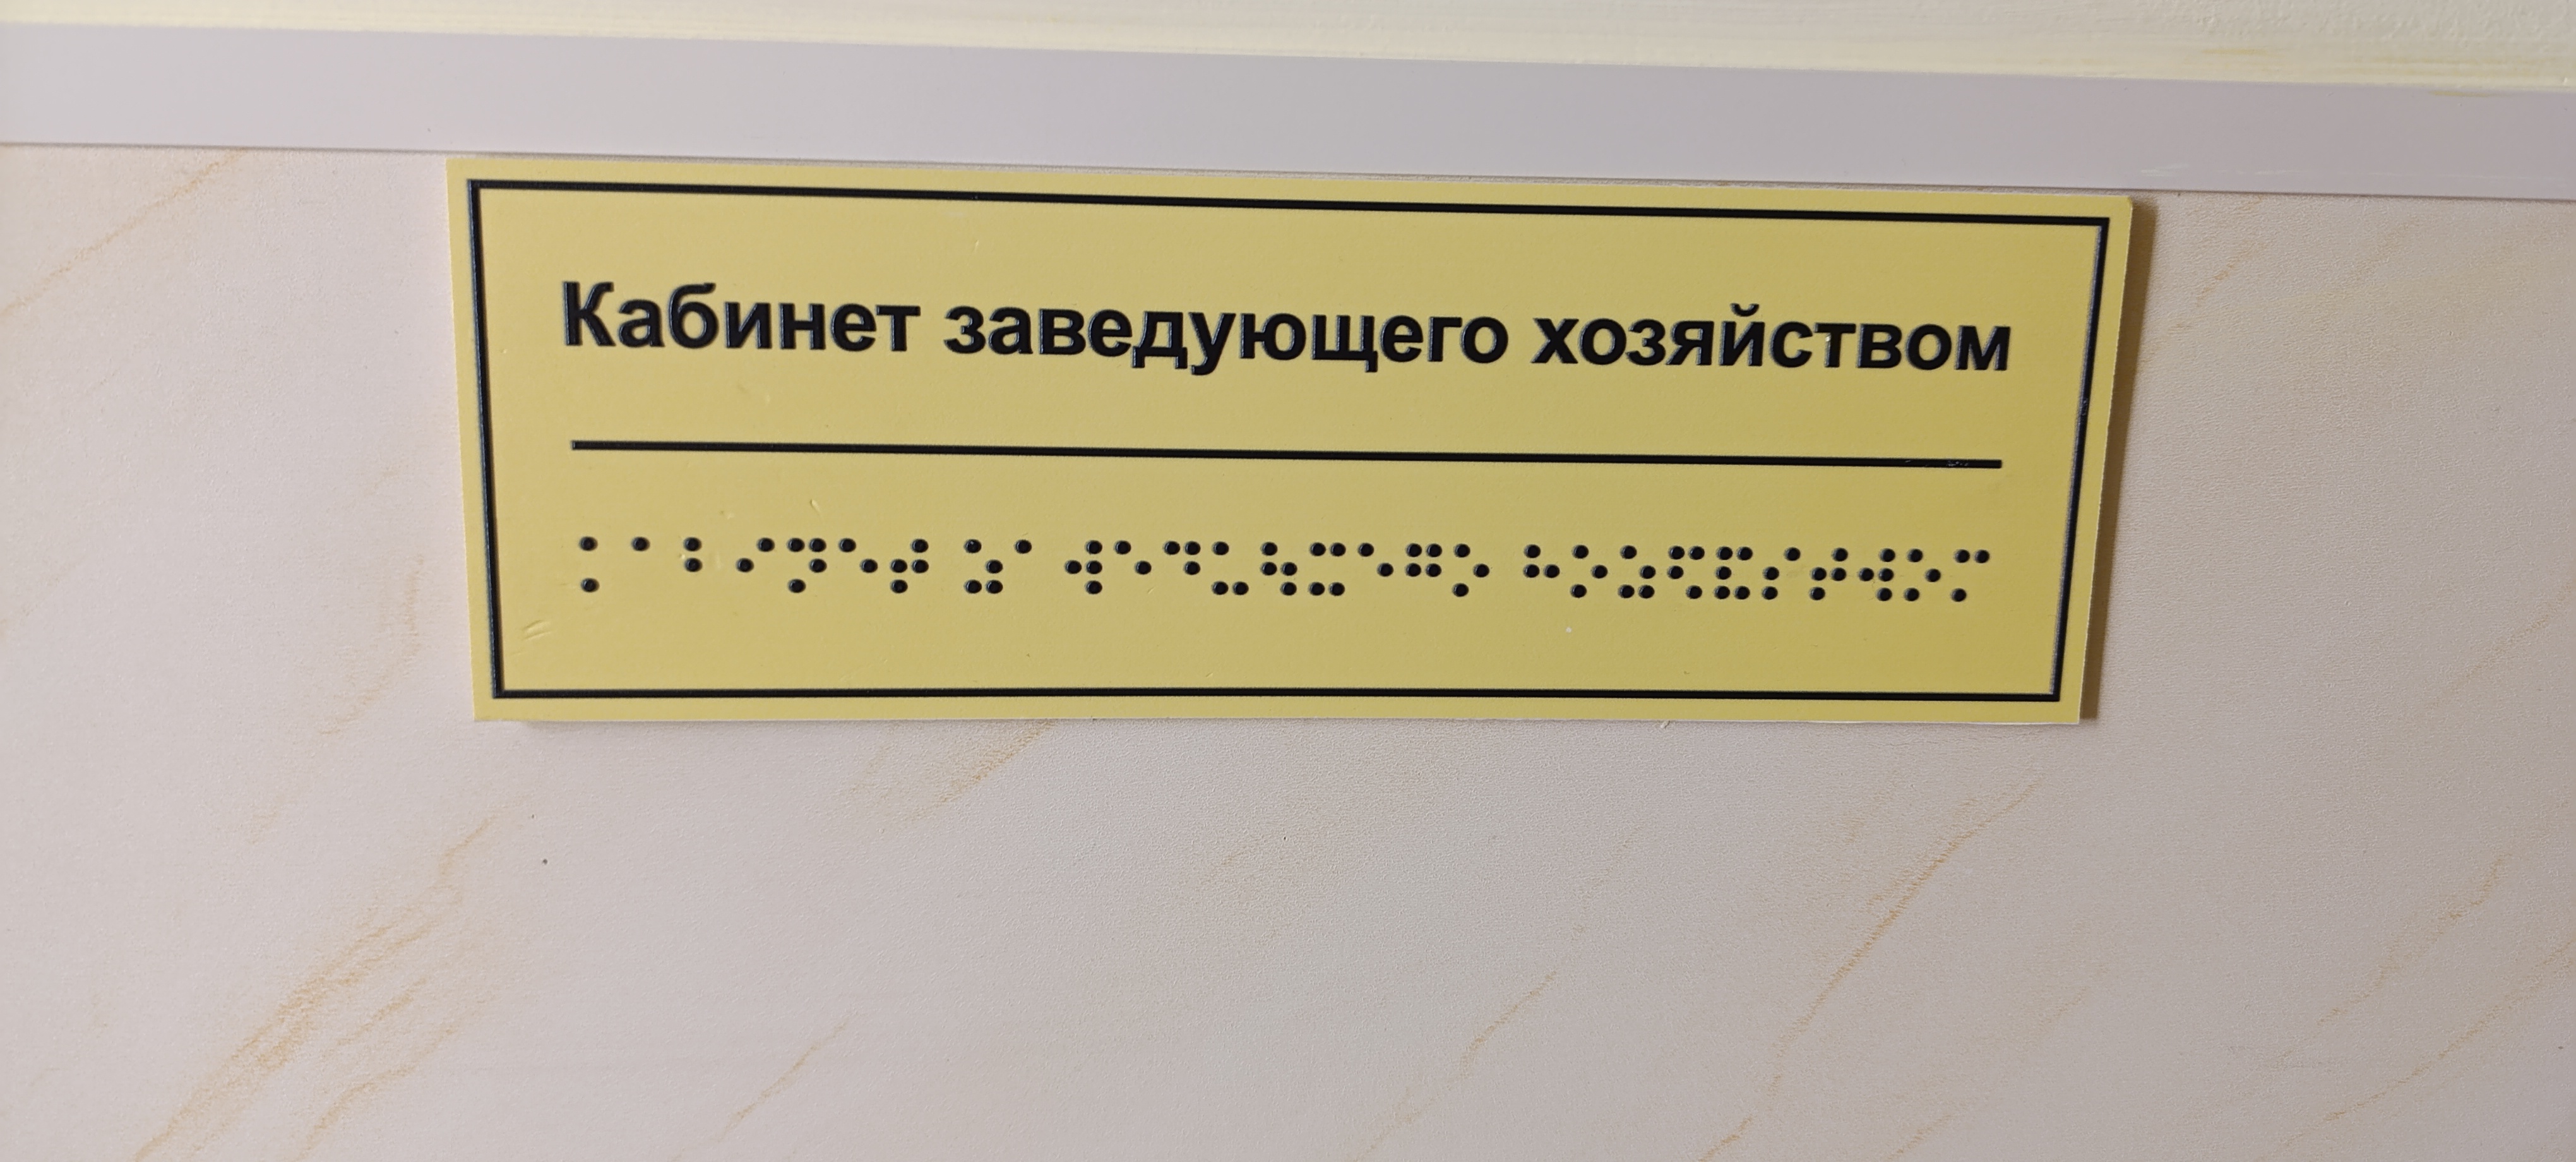 Кабинет заведующего хозяйством
⠅⠁⠃⠊⠝⠑⠞ ⠵⠁⠺⠑⠙⠥⠳⠭⠑⠛⠕ ⠓⠕⠵⠫⠯⠎⠞⠺⠕⠍